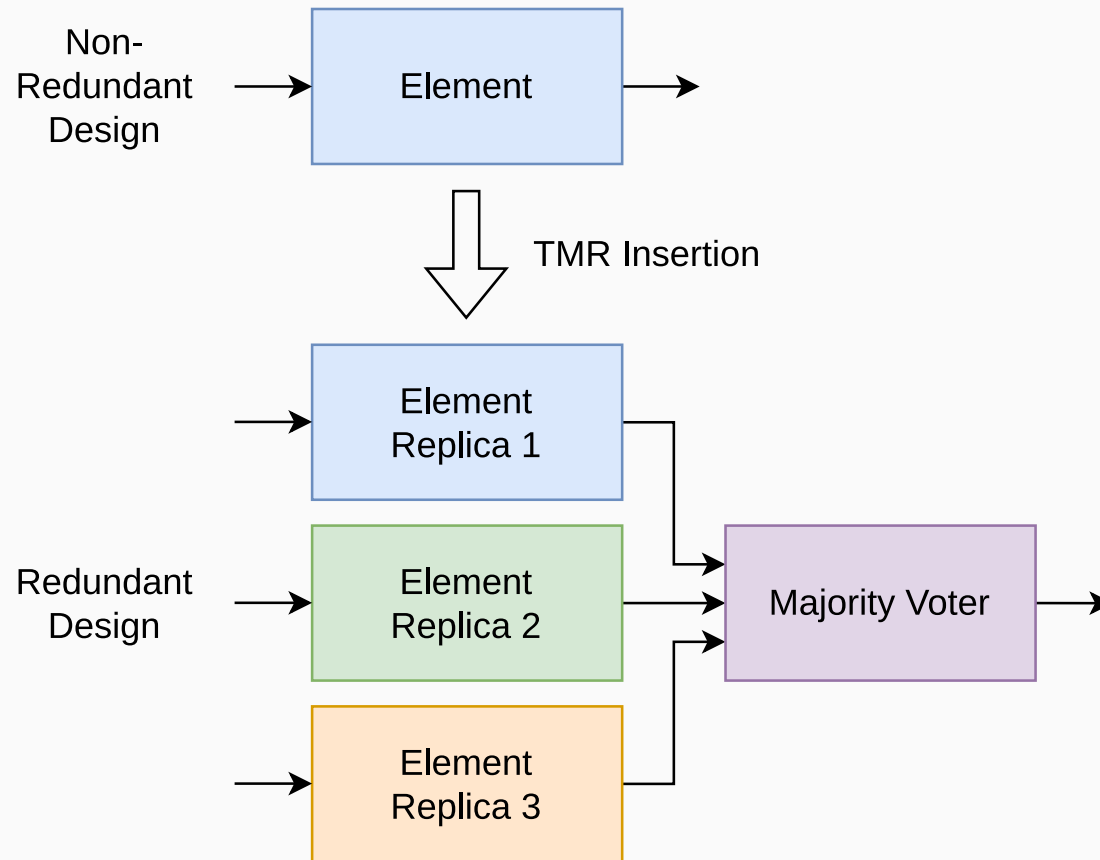 Non-
Redundant
Design
Element
TMR Insertion
Element
Replica 1
Redundant
Design
Element
Replica 2
Majority Voter
Element
Replica 3